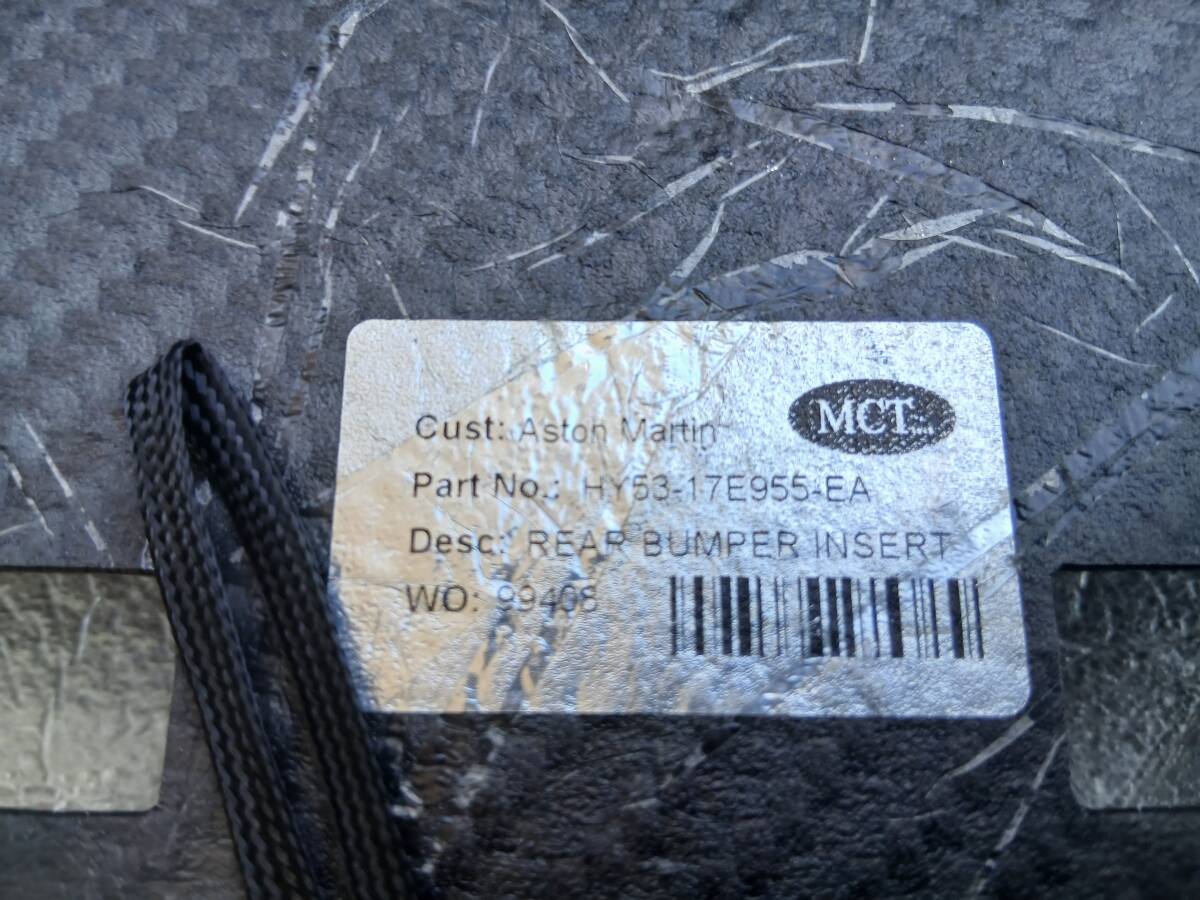 MCT
Cust: Aston Martin
Part No.: HY53-17E955-EA
Desc: REAR BUMPER INSERT
WO: 99408